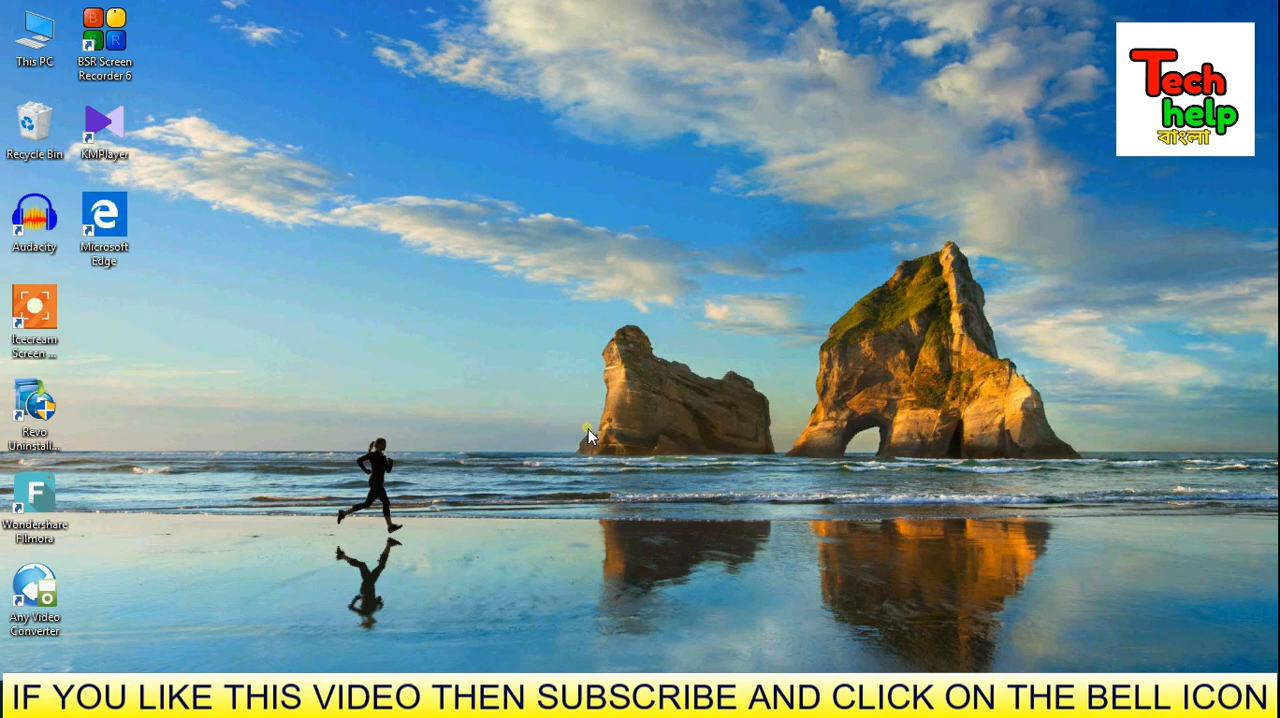 This PC
BSR Screen
Recorder 6
Recycle Bin
KMPlayer
Audacity
Microsoft
Edge
Icecream
Screen ...
Revo
Uninstall...
Wondershare
Filmora
Any Video
Converter
Tech
help
বাংলা
IF YOU LIKE THIS VIDEO THEN SUBSCRIBE AND CLICK ON THE BELL ICON